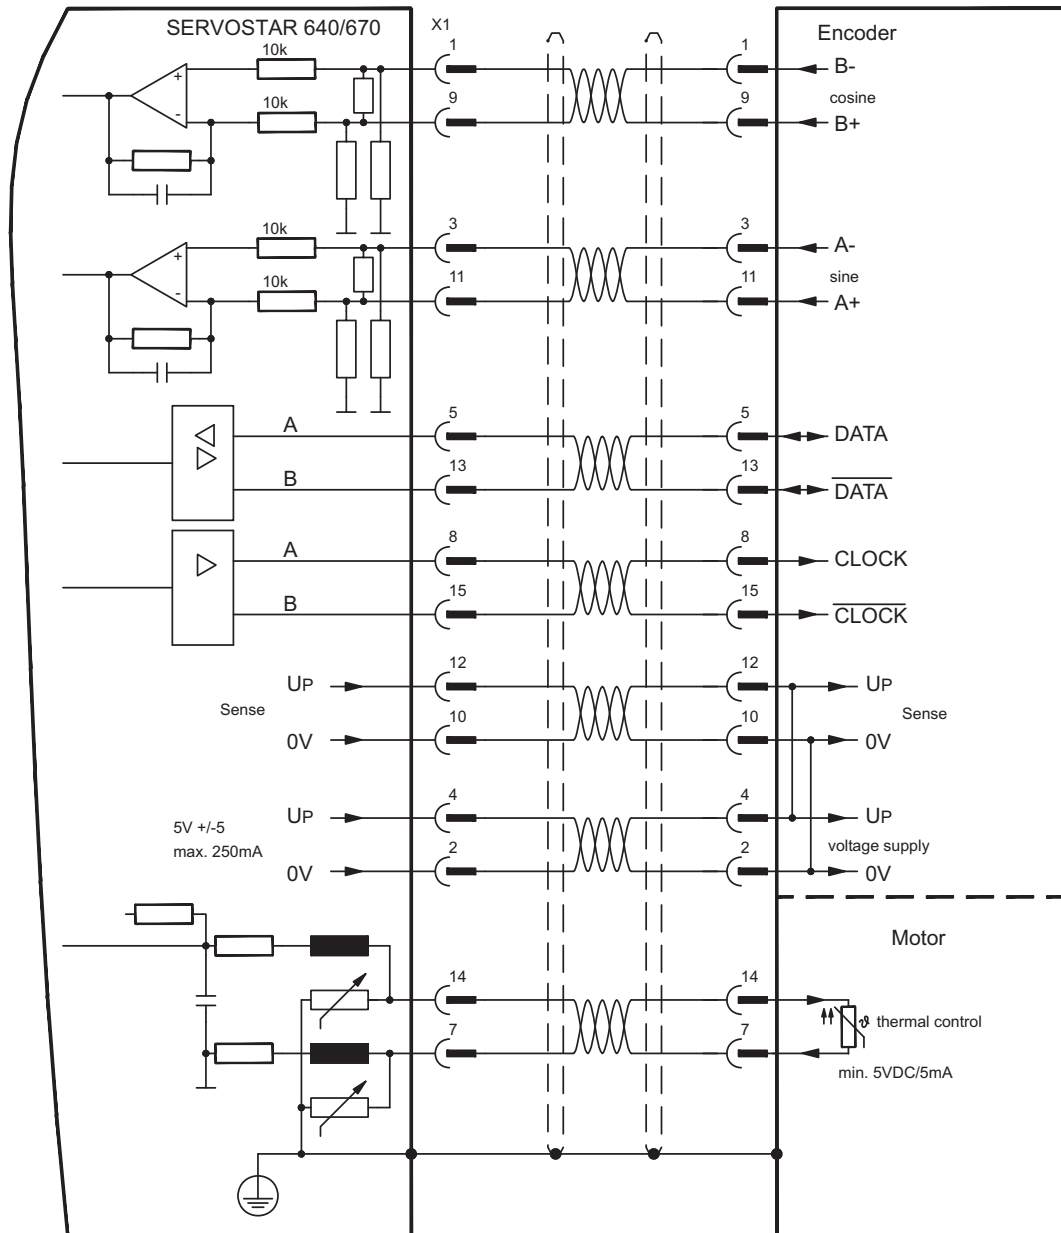 SERVOSTAR 640/670 X1 Encoder
10k 1 1 B-
+ cosine
- 10k 9 9 B+
10k 3 3 A-
+ sine
- 10k 11 11 A+
A 5 5 DATA
B 13 13 DATA
A 8 8 CLOCK
B 15 15 CLOCK
UP 12 12 UP
Sense Sense
0V 10 10 0V
UP 4 4 UP
5V +/-5
max. 250mA voltage supply
0V 2 2 0V
Motor
14 14
ϑ thermal control
7 7
min. 5VDC/5mA